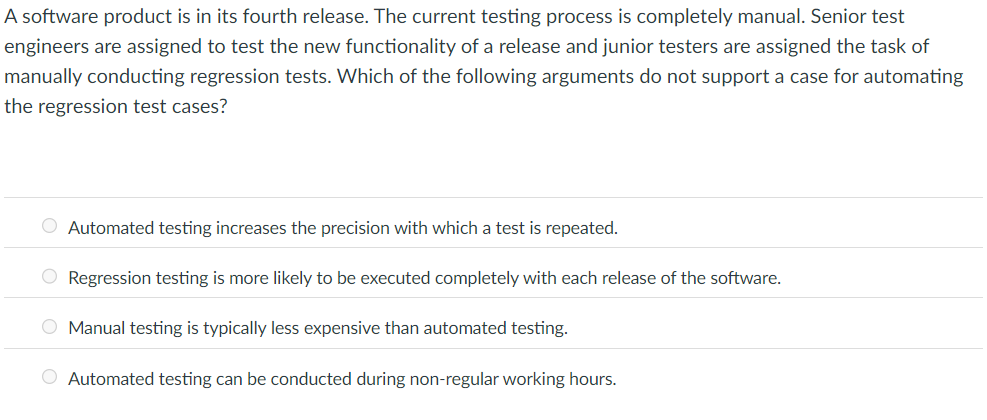 A software product is in its fourth release. The current testing process is completely manual. Senior test
engineers are assigned to test the new functionality of a release and junior testers are assigned the task of
manually conducting regression tests. Which of the following arguments do not support a case for automating
the regression test cases?
Automated testing increases the precision with which a test is repeated.
Regression testing is more likely to be executed completely with each release of the software.
Manual testing is typically less expensive than automated testing.
Automated testing can be conducted during non-regular working hours.